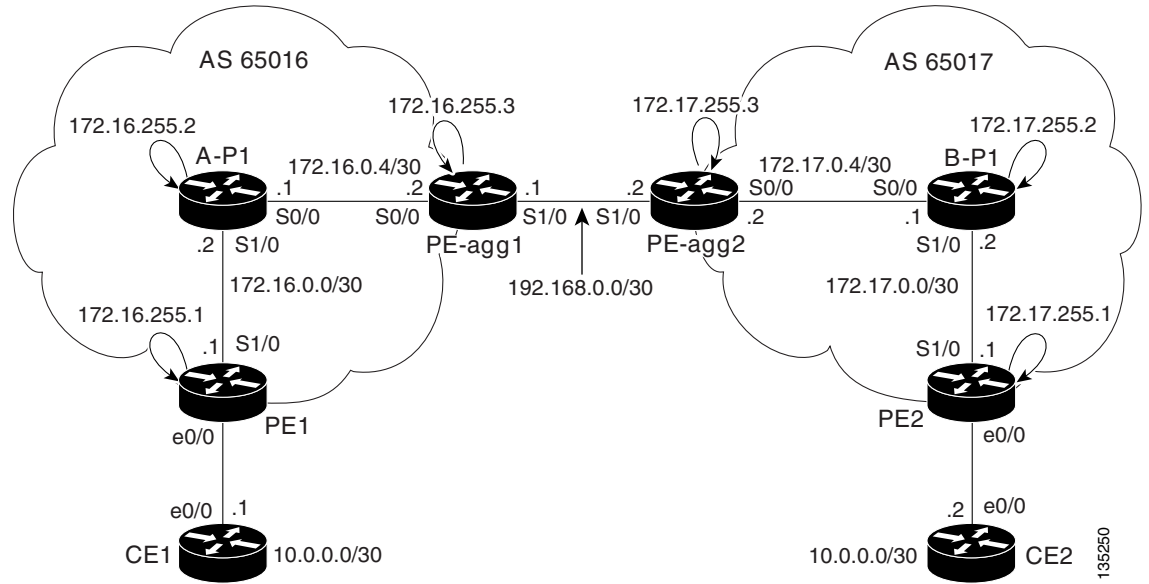 AS 65016
AS 65017
172.16.255.3
172.17.255.3
172.16.255.2
172.17.255.2
A-P1
172.16.0.4/30
172.17.0.4/30
B-P1
.1
.2
.1
.2
S0/0
S0/0
S0/0
S0/0
S1/0
S1/0
.2
.1
.2
S1/0
PE-agg1
PE-agg2
S1/0
.2
172.16.0.0/30
192.168.0.0/30
172.17.0.0/30
172.16.255.1
172.17.255.1
.1
S1/0
S1/0
.1
PE1
PE2
e0/0
e0/0
e0/0
.1
.2
e0/0
CE1
10.0.0.0/30
10.0.0.0/30
CE2
135250